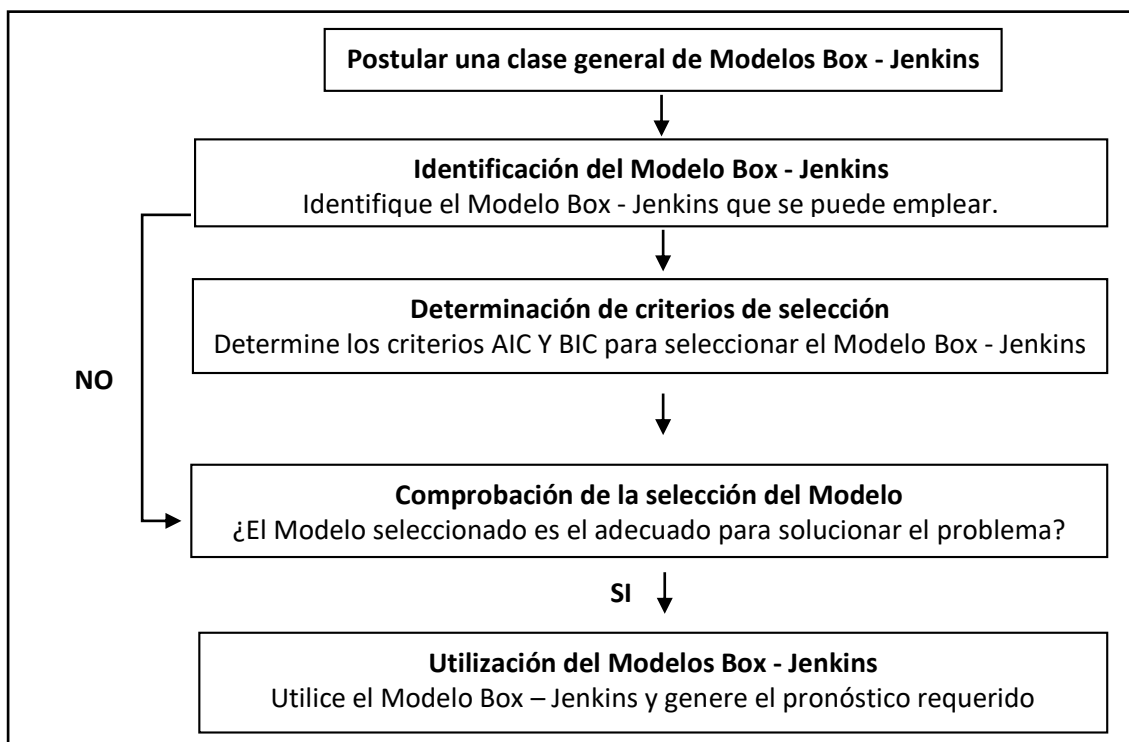 Postular una clase general de Modelos Box - Jenkins
Identificación del Modelo Box - Jenkins
Identifique el Modelo Box - Jenkins que se puede emplear.
Determinación de criterios de selección
Determine los criterios AIC Y BIC para seleccionar el Modelo Box - Jenkins
NO
Comprobación de la selección del Modelo
¿El Modelo seleccionado es el adecuado para solucionar el problema?
SI
Utilización del Modelos Box - Jenkins
Utilice el Modelo Box – Jenkins y genere el pronóstico requerido